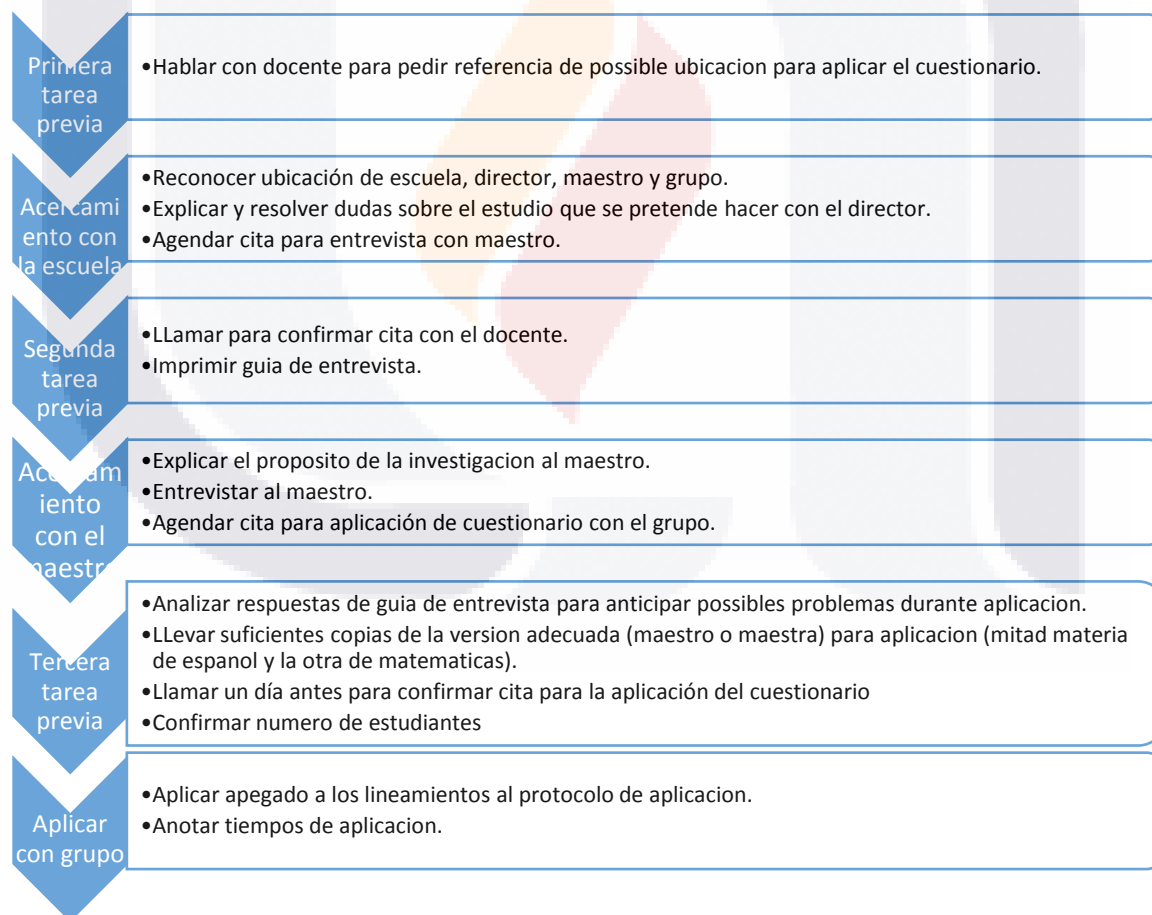 Primera
tarea
previa
•Hablar con docente para pedir referencia de possible ubicacion para aplicar el cuestionario.
Acercami
ento con
la escuela
•Reconocer ubicación de escuela, director, maestro y grupo.
•Explicar y resolver dudas sobre el estudio que se pretende hacer con el director.
•Agendar cita para entrevista con maestro.
Segunda
tarea
previa
•LLamar para confirmar cita con el docente.
•Imprimir guia de entrevista.
Acercam
iento
con el
maestro
•Explicar el proposito de la investigacion al maestro.
•Entrevistar al maestro.
•Agendar cita para aplicación de cuestionario con el grupo.
Tercera
tarea
previa
•Analizar respuestas de guia de entrevista para anticipar possibles problemas durante aplicacion.
•LLevar suficientes copias de la version adecuada (maestro o maestra) para aplicacion (mitad materia
de espanol y la otra de matematicas).
•Llamar un día antes para confirmar cita para la aplicación del cuestionario
•Confirmar numero de estudiantes
Aplicar
con grupo
•Aplicar apegado a los lineamientos al protocolo de aplicacion.
•Anotar tiempos de aplicacion.